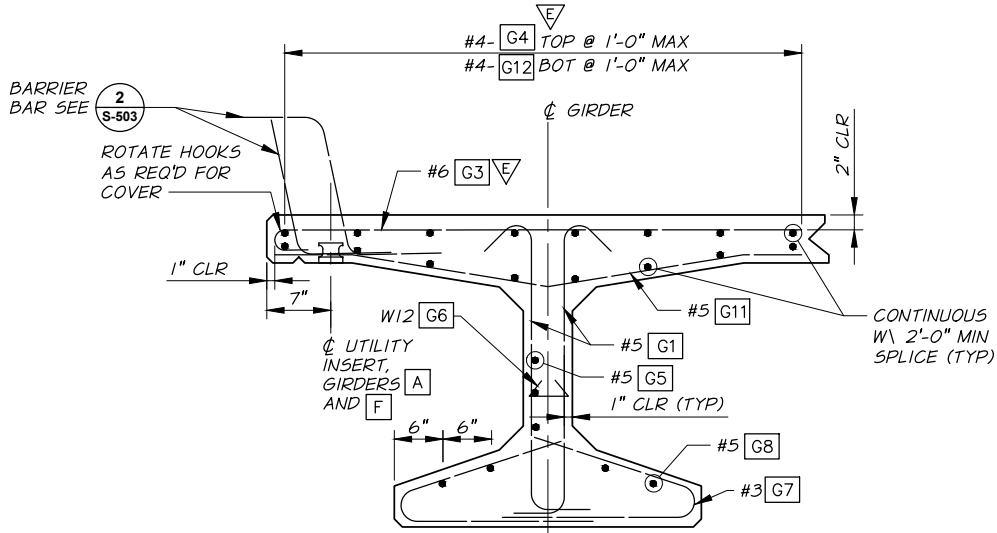 E
#4- G4 TOP @ 1'-0" MAX
#4- G12 BOT @ 1'-0" MAX
BARRIER
BAR SEE
2
S-503
℄ GIRDER
2" CLR
ROTATE HOOKS
AS REQ'D FOR
COVER
#6 G3 E
1" CLR
7"
#5 G11
W12 G6
CONTINUOUS
W\ 2'-0" MIN
SPLICE (TYP)
#5 G1
℄ UTILITY
INSERT,
GIRDERS A
AND F
#5 G5
1" CLR (TYP)
6" 6"
#5 G8
#3 G7